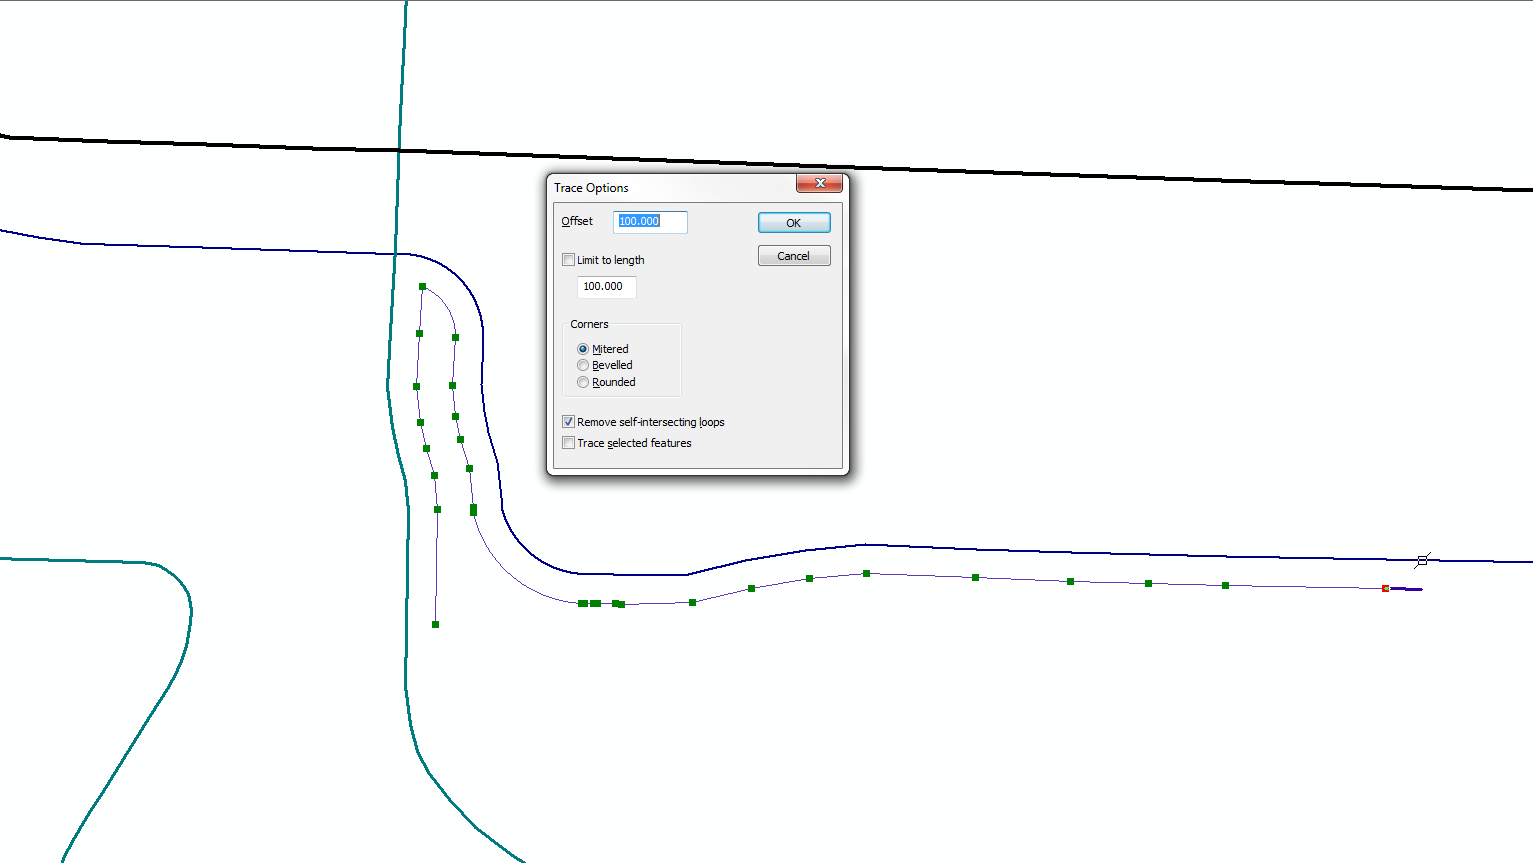 Trace Options
Offset 100.000 OK
Limit to length Cancel
100.000
Corners
Mitered
Bevelled
Rounded
Remove self-intersecting loops
Trace selected features